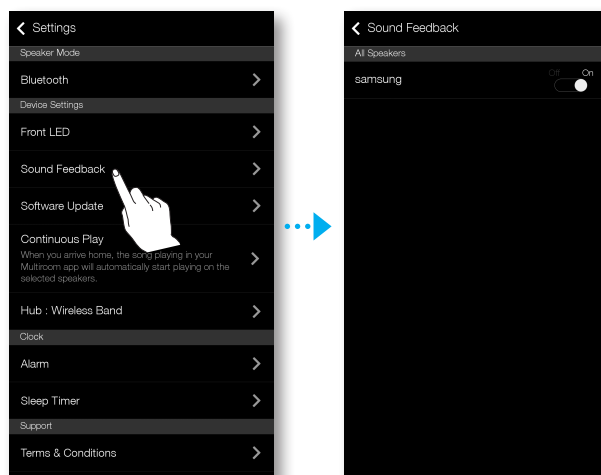 Settings
Speaker Mode
Bluetooth
Device Settings
Front LED
Sound Feedback
Software Update
Continuous Play
When you arrive home, the song playing in your
Multiroom app will automatically start playing on the
selected speakers.
Hub : Wireless Band
Clock
Alarm
Sleep Timer
Support
Terms & Conditions
Sound Feedback
All Speakers
samsung
Off On